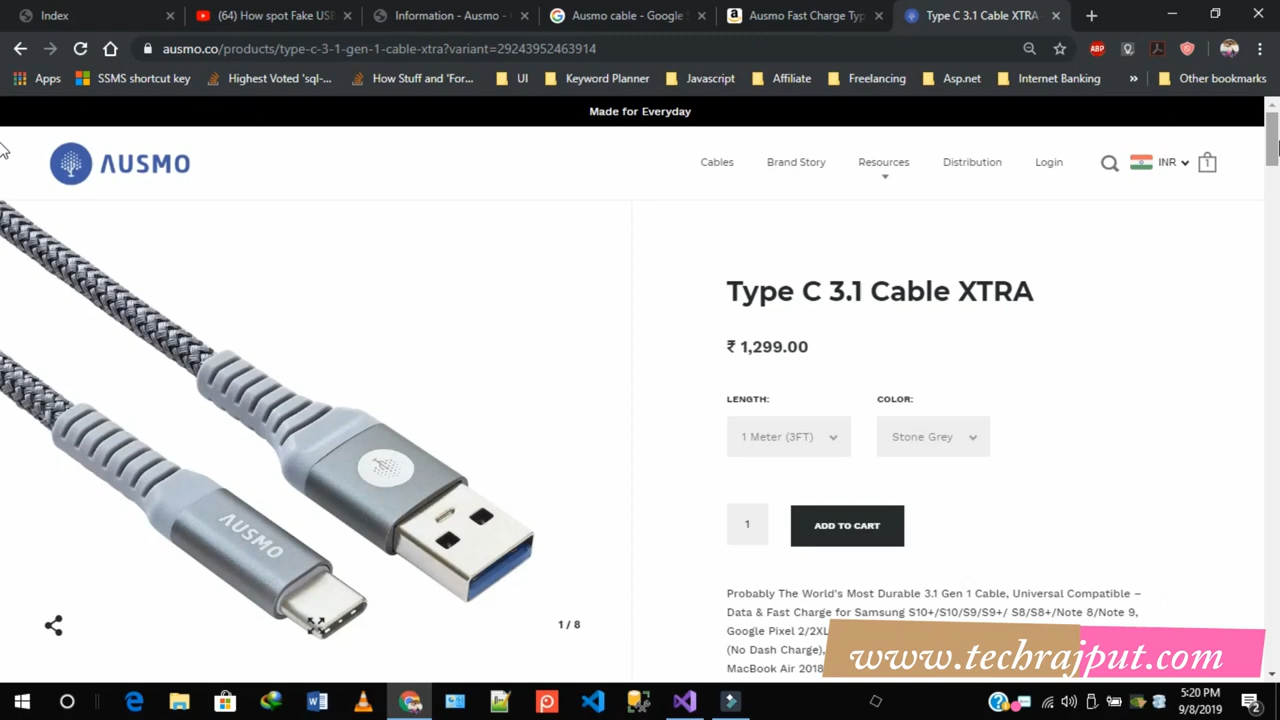 Index
(64) How spot Fake USB
Information - Ausmo -
Ausmo cable - Google
Ausmo Fast Charge Typ
Type C 3.1 Cable XTRA
ausmo.co/products/type-c-3-1-gen-1-cable-xtra?variant=29243952463914
ABP
Apps
SSMS shortcut key
Highest Voted 'sql-...
How Stuff and 'For...
UI
Keyword Planner
Javascript
Affiliate
Freelancing
Asp.net
Internet Banking
»
Other bookmarks
Made for Everyday
AUSMO
Cables
Brand Story
Resources
Distribution
Login
INR
1
Type C 3.1 Cable XTRA
₹ 1,299.00
LENGTH:
COLOR:
1 Meter (3FT)
Stone Grey
AUSMO
1
ADD TO CART
Probably The World's Most Durable 3.1 Gen 1 Cable, Universal Compatible –
Data & Fast Charge for Samsung S10+/S10/S9/S9+/ S8/S8+/Note 8/Note 9,
1 / 8
Google Pixel 2/2XL
(No Dash Charge),
MacBook Air 2018
www.techrajput.com
5:20 PM
9/8/2019
2